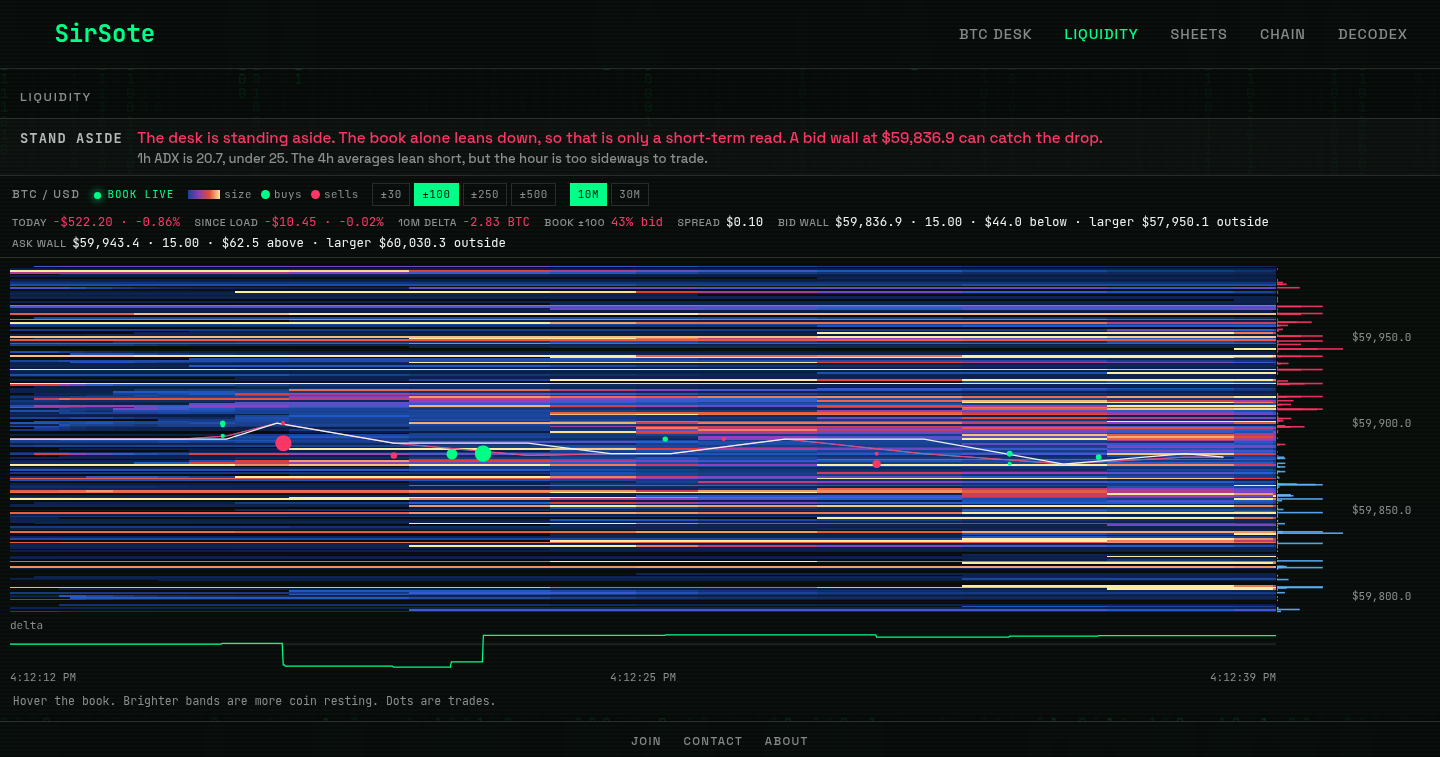 SirSote
BTC DESK LIQUIDITY SHEETS CHAIN DECODEX
LIQUIDITY
STAND ASIDE The desk is standing aside. The book alone leans down, so that is only a short-term read. A bid wall at $59,836.9 can catch the drop.
1h ADX is 20.7, under 25. The 4h averages lean short, but the hour is too sideways to trade.
BTC / USD BOOK LIVE size buys sells ±30 ±100 ±250 ±500 10M 30M
TODAY -$522.20 · -0.86% SINCE LOAD -$10.45 · -0.02% 10M DELTA -2.83 BTC BOOK ±100 43% bid SPREAD $0.10 BID WALL $59,836.9 · 15.00 · $44.0 below · larger $57,950.1 outside
ASK WALL $59,943.4 · 15.00 · $62.5 above · larger $60,030.3 outside
$59,950.0
$59,900.0
$59,850.0
$59,800.0
delta
4:12:12 PM 4:12:25 PM 4:12:39 PM
Hover the book. Brighter bands are more coin resting. Dots are trades.
JOIN CONTACT ABOUT